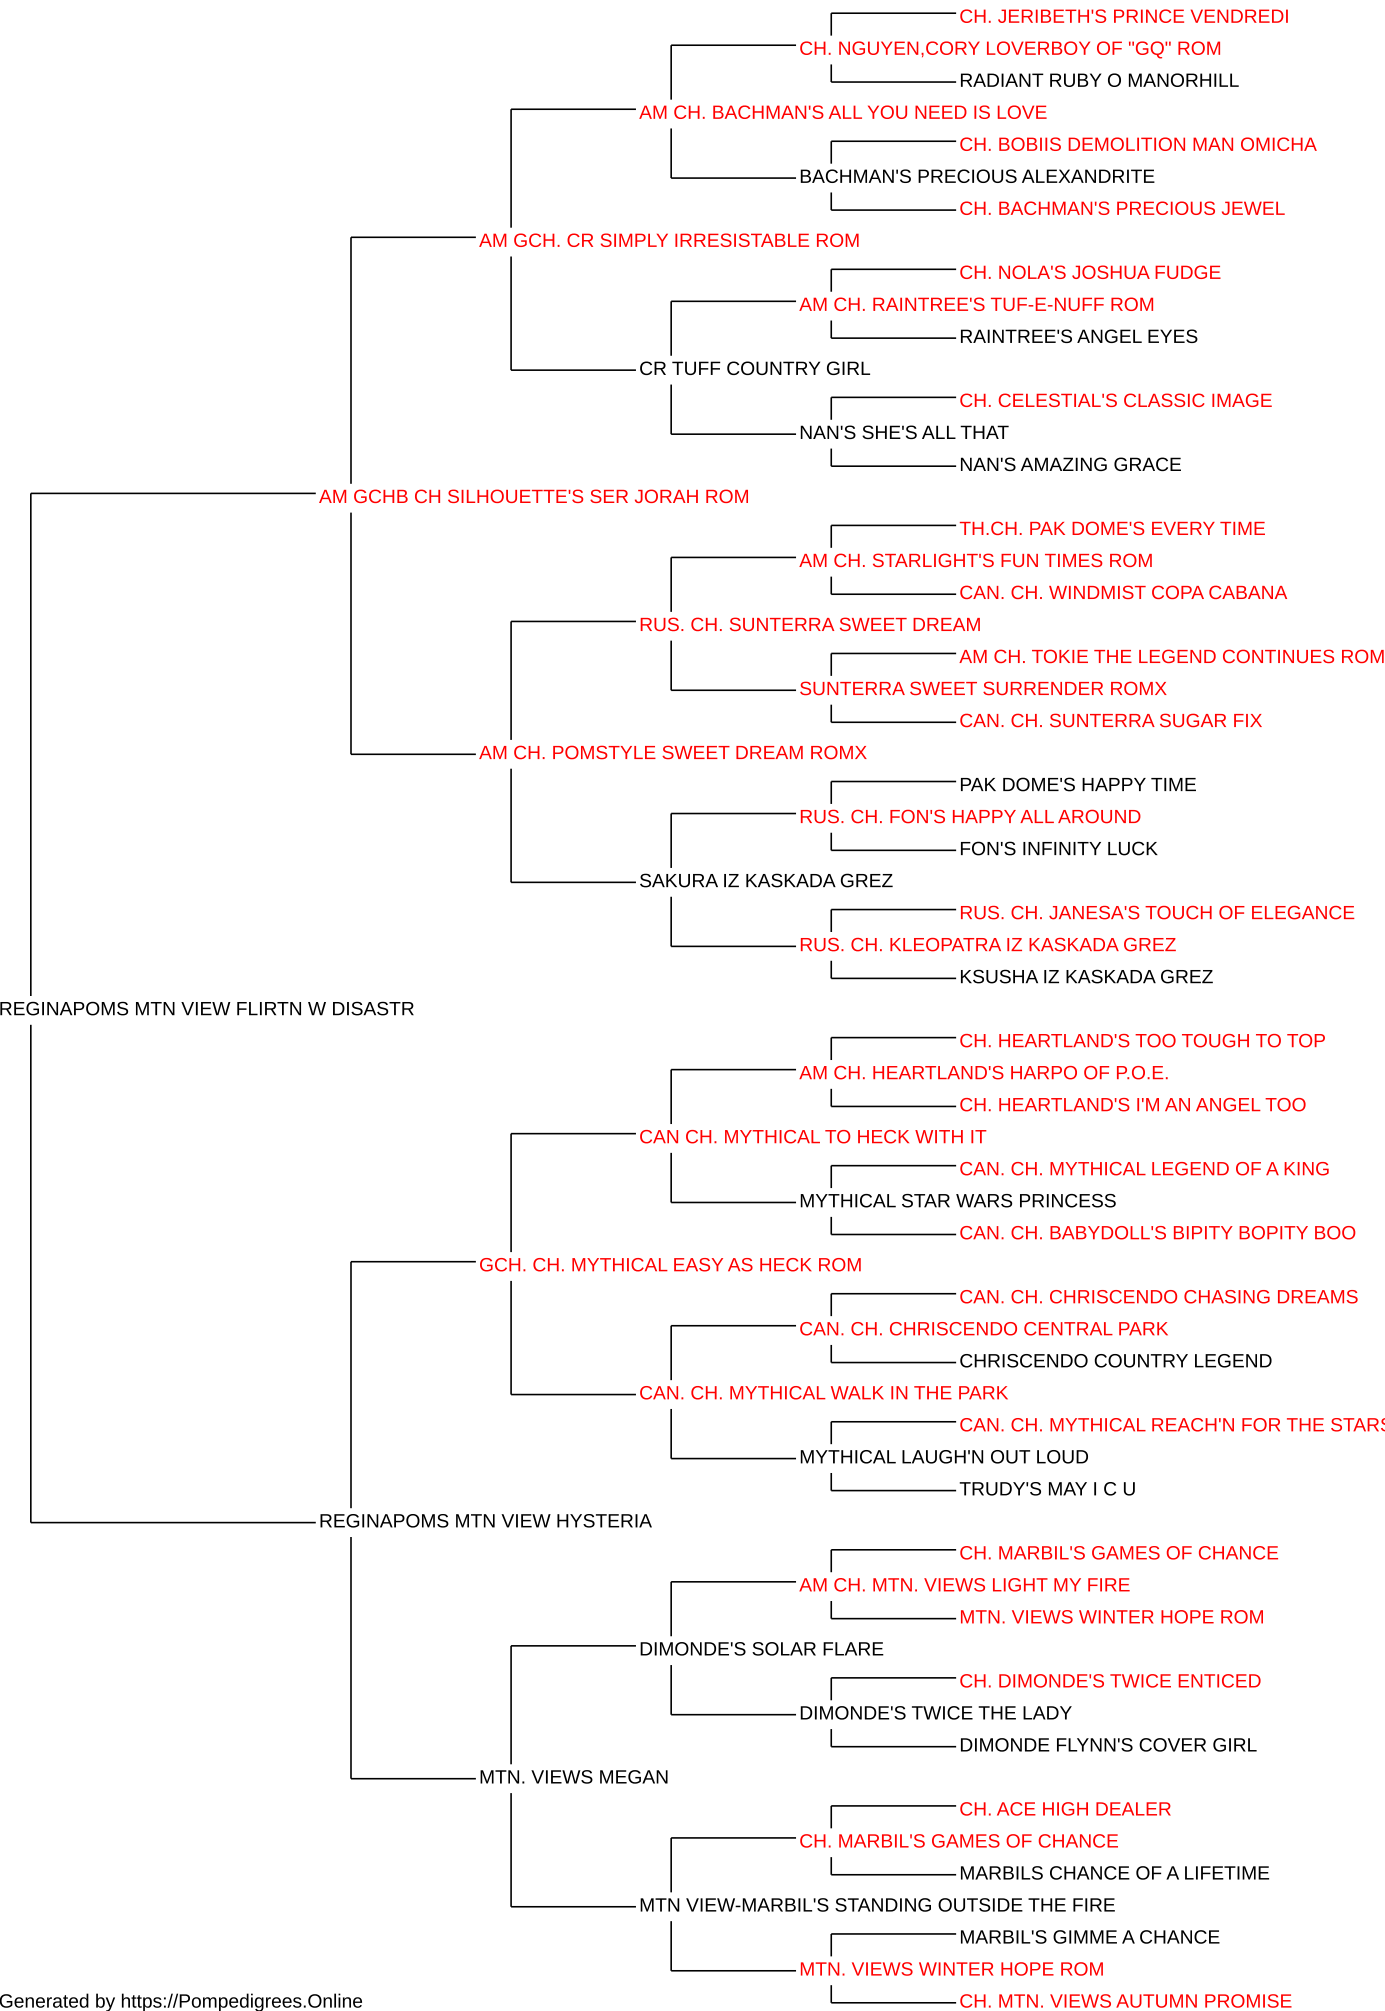 CH. JERIBETH'S PRINCE VENDREDI
CH. NGUYEN,CORY LOVERBOY OF "GQ" ROM
RADIANT RUBY O MANORHILL
AM CH. BACHMAN'S ALL YOU NEED IS LOVE
CH. BOBIIS DEMOLITION MAN OMICHA
BACHMAN'S PRECIOUS ALEXANDRITE
CH. BACHMAN'S PRECIOUS JEWEL
AM GCH. CR SIMPLY IRRESISTABLE ROM
CH. NOLA'S JOSHUA FUDGE
AM CH. RAINTREE'S TUF-E-NUFF ROM
RAINTREE'S ANGEL EYES
CR TUFF COUNTRY GIRL
CH. CELESTIAL'S CLASSIC IMAGE
NAN'S SHE'S ALL THAT
NAN'S AMAZING GRACE
AM GCHB CH SILHOUETTE'S SER JORAH ROM
TH.CH. PAK DOME'S EVERY TIME
AM CH. STARLIGHT'S FUN TIMES ROM
CAN. CH. WINDMIST COPA CABANA
RUS. CH. SUNTERRA SWEET DREAM
AM CH. TOKIE THE LEGEND CONTINUES ROM
SUNTERRA SWEET SURRENDER ROMX
CAN. CH. SUNTERRA SUGAR FIX
AM CH. POMSTYLE SWEET DREAM ROMX
PAK DOME'S HAPPY TIME
RUS. CH. FON'S HAPPY ALL AROUND
FON'S INFINITY LUCK
SAKURA IZ KASKADA GREZ
RUS. CH. JANESA'S TOUCH OF ELEGANCE
RUS. CH. KLEOPATRA IZ KASKADA GREZ
KSUSHA IZ KASKADA GREZ
REGINAPOMS MTN VIEW FLIRTN W DISASTR
CH. HEARTLAND'S TOO TOUGH TO TOP
AM CH. HEARTLAND'S HARPO OF P.O.E.
CH. HEARTLAND'S I'M AN ANGEL TOO
CAN CH. MYTHICAL TO HECK WITH IT
CAN. CH. MYTHICAL LEGEND OF A KING
MYTHICAL STAR WARS PRINCESS
CAN. CH. BABYDOLL'S BIPITY BOPITY BOO
GCH. CH. MYTHICAL EASY AS HECK ROM
CAN. CH. CHRISCENDO CHASING DREAMS
CAN. CH. CHRISCENDO CENTRAL PARK
CHRISCENDO COUNTRY LEGEND
CAN. CH. MYTHICAL WALK IN THE PARK
CAN. CH. MYTHICAL REACH'N FOR THE STARS
MYTHICAL LAUGH'N OUT LOUD
TRUDY'S MAY I C U
REGINAPOMS MTN VIEW HYSTERIA
CH. MARBIL'S GAMES OF CHANCE
AM CH. MTN. VIEWS LIGHT MY FIRE
MTN. VIEWS WINTER HOPE ROM
DIMONDE'S SOLAR FLARE
CH. DIMONDE'S TWICE ENTICED
DIMONDE'S TWICE THE LADY
DIMONDE FLYNN'S COVER GIRL
MTN. VIEWS MEGAN
CH. ACE HIGH DEALER
CH. MARBIL'S GAMES OF CHANCE
MARBILS CHANCE OF A LIFETIME
MTN VIEW-MARBIL'S STANDING OUTSIDE THE FIRE
MARBIL'S GIMME A CHANCE
MTN. VIEWS WINTER HOPE ROM
CH. MTN. VIEWS AUTUMN PROMISE
Generated by https://Pompedigrees.Online